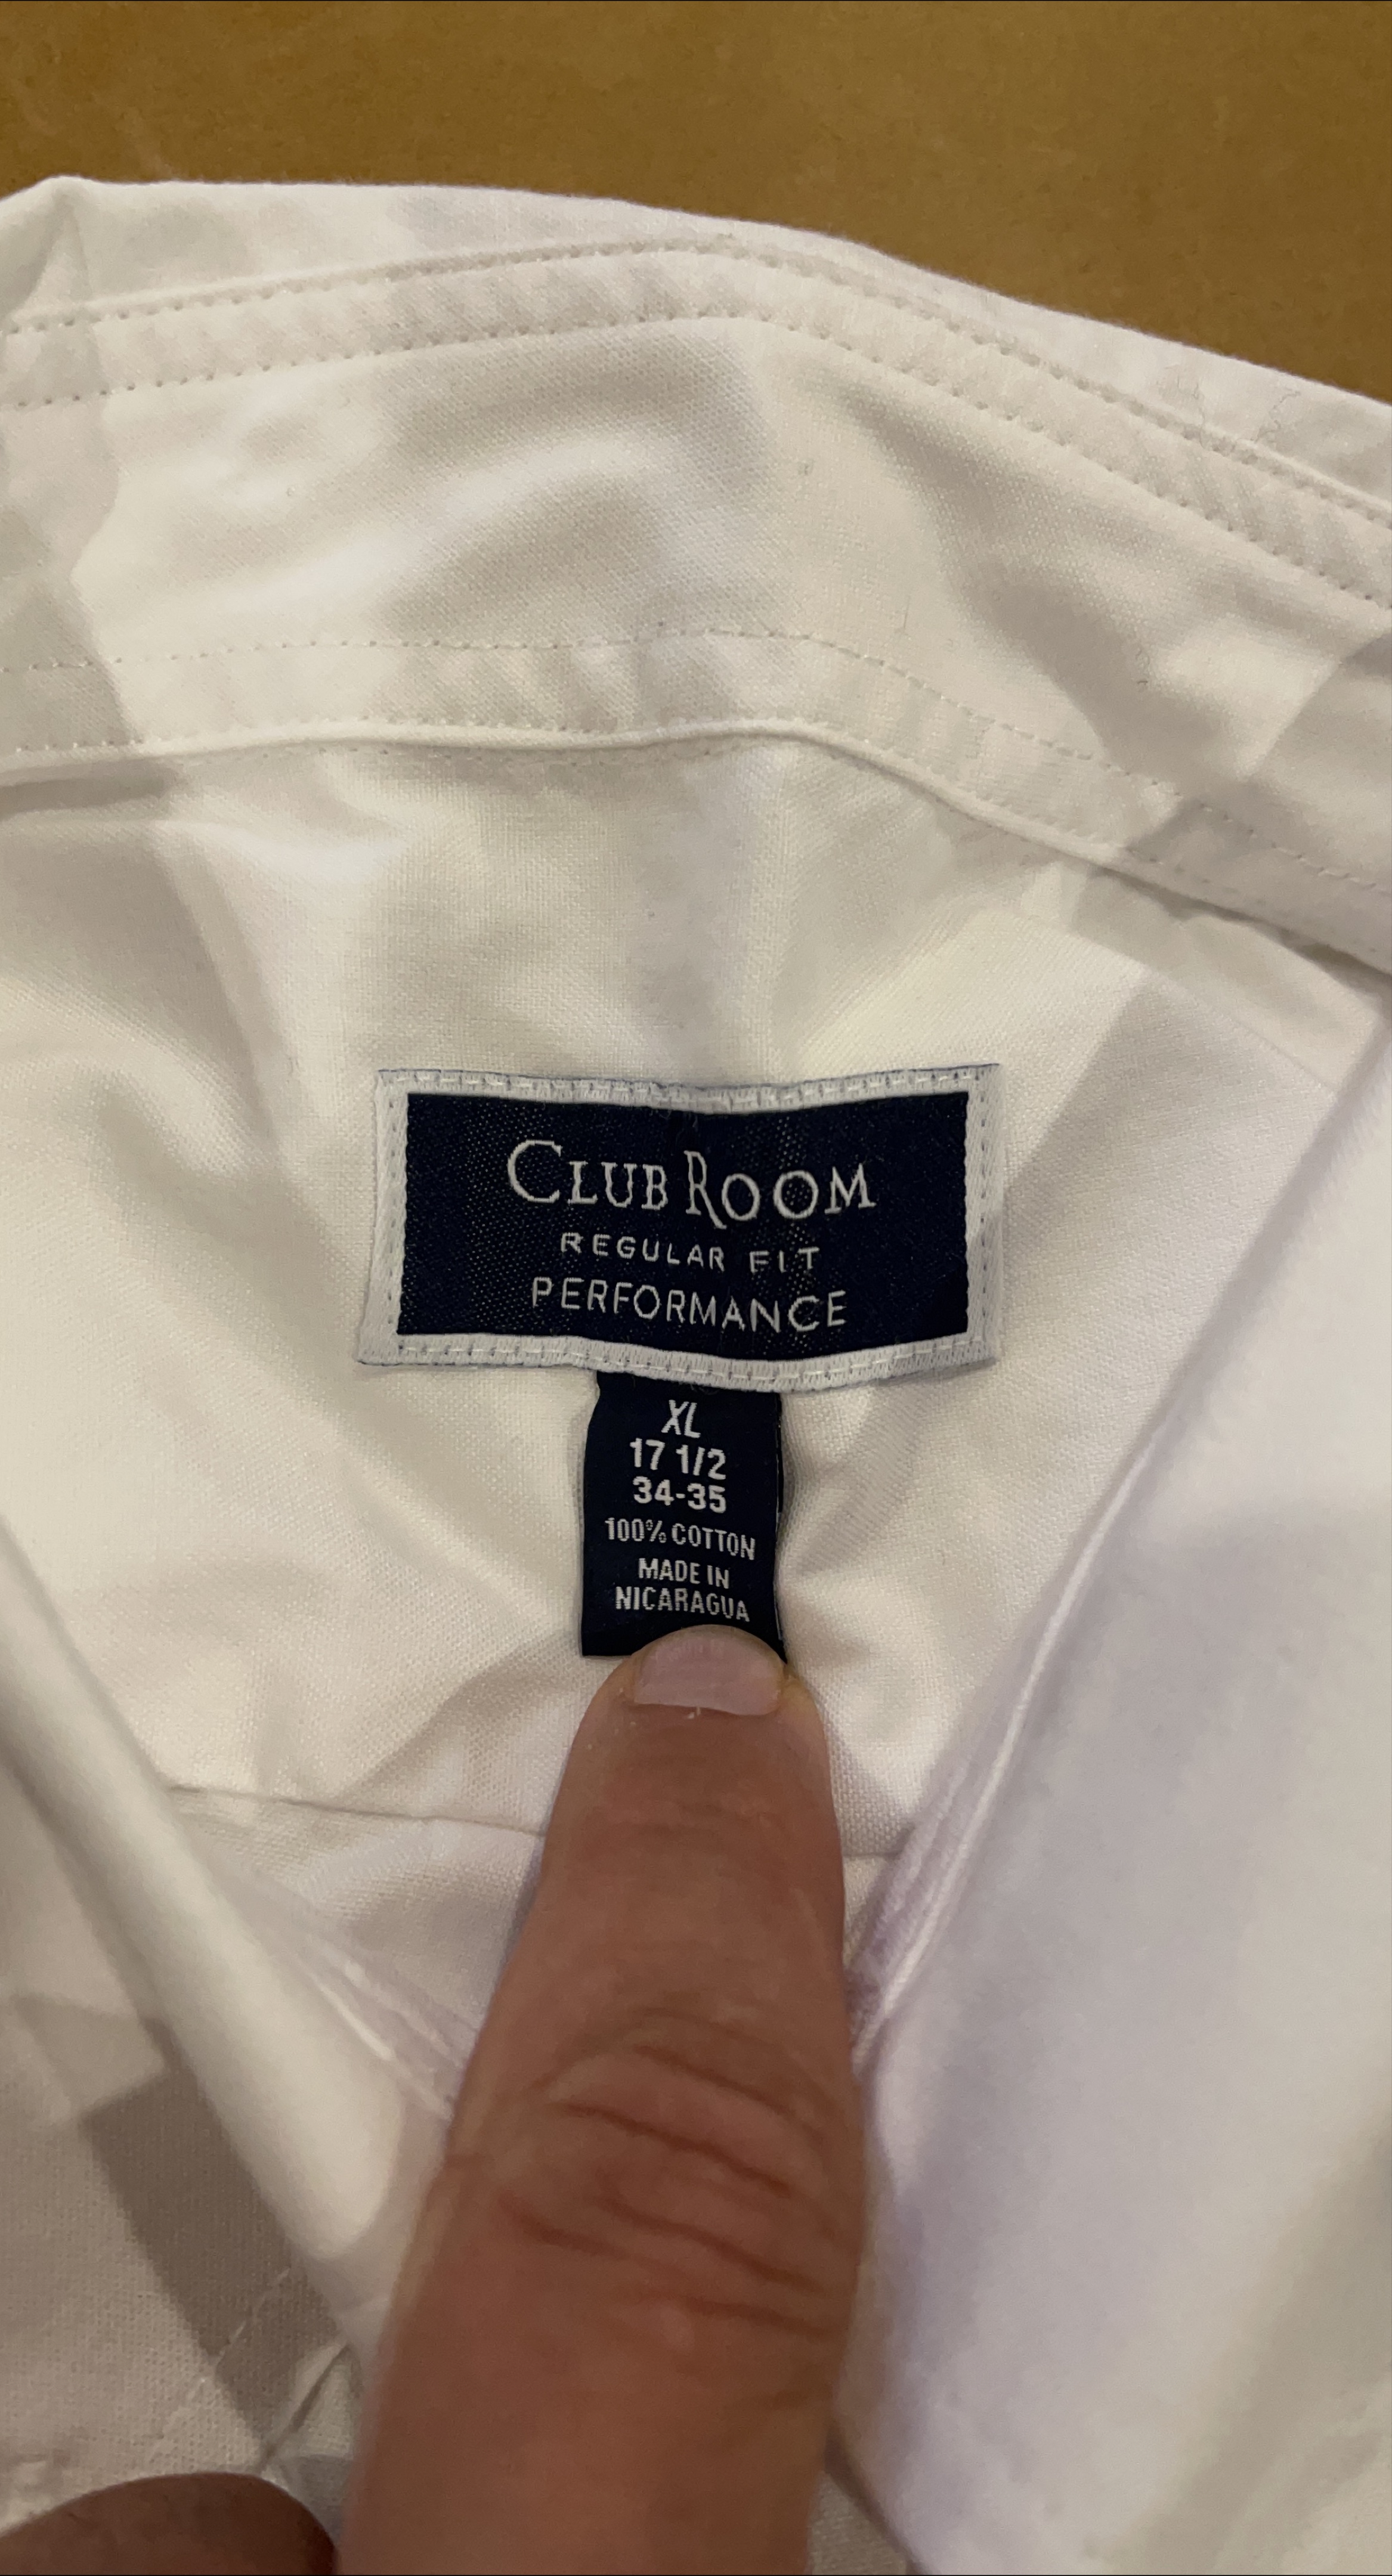 CLUB ROOM
REGULAR FIT
PERFORMANCE
XL
17 1/2
34-35
100% COTTON
MADE IN
NICARAGUA